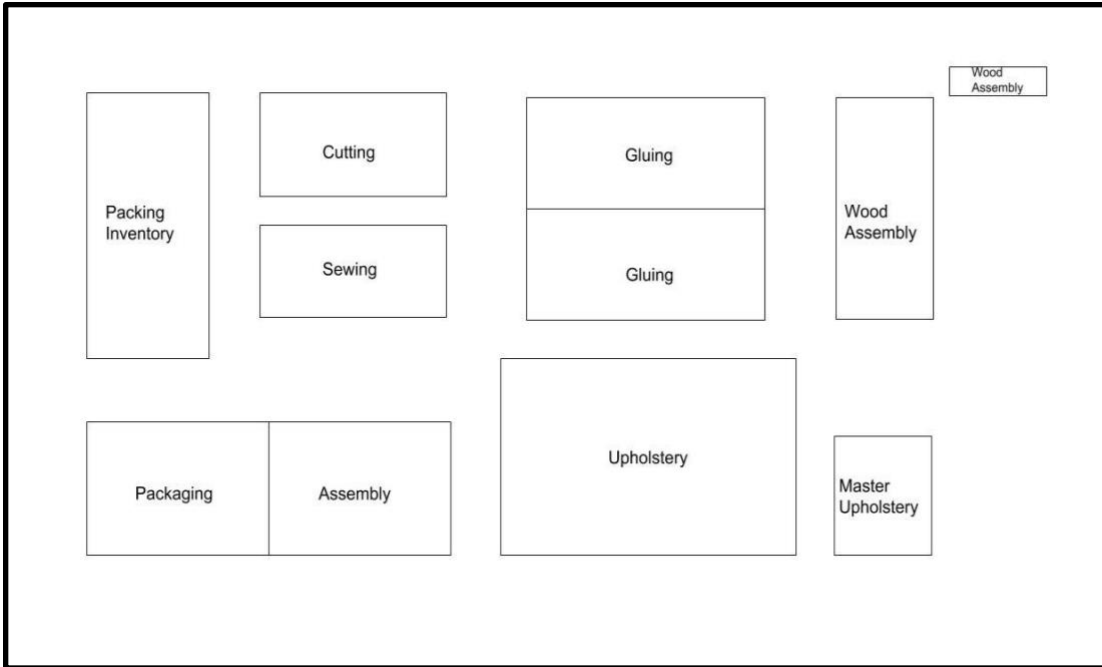 Wood
Assembly
Cutting
Gluing
Packing
Inventory
Wood
Assembly
Sewing
Gluing
Packaging
Assembly
Upholstery
Master
Upholstery